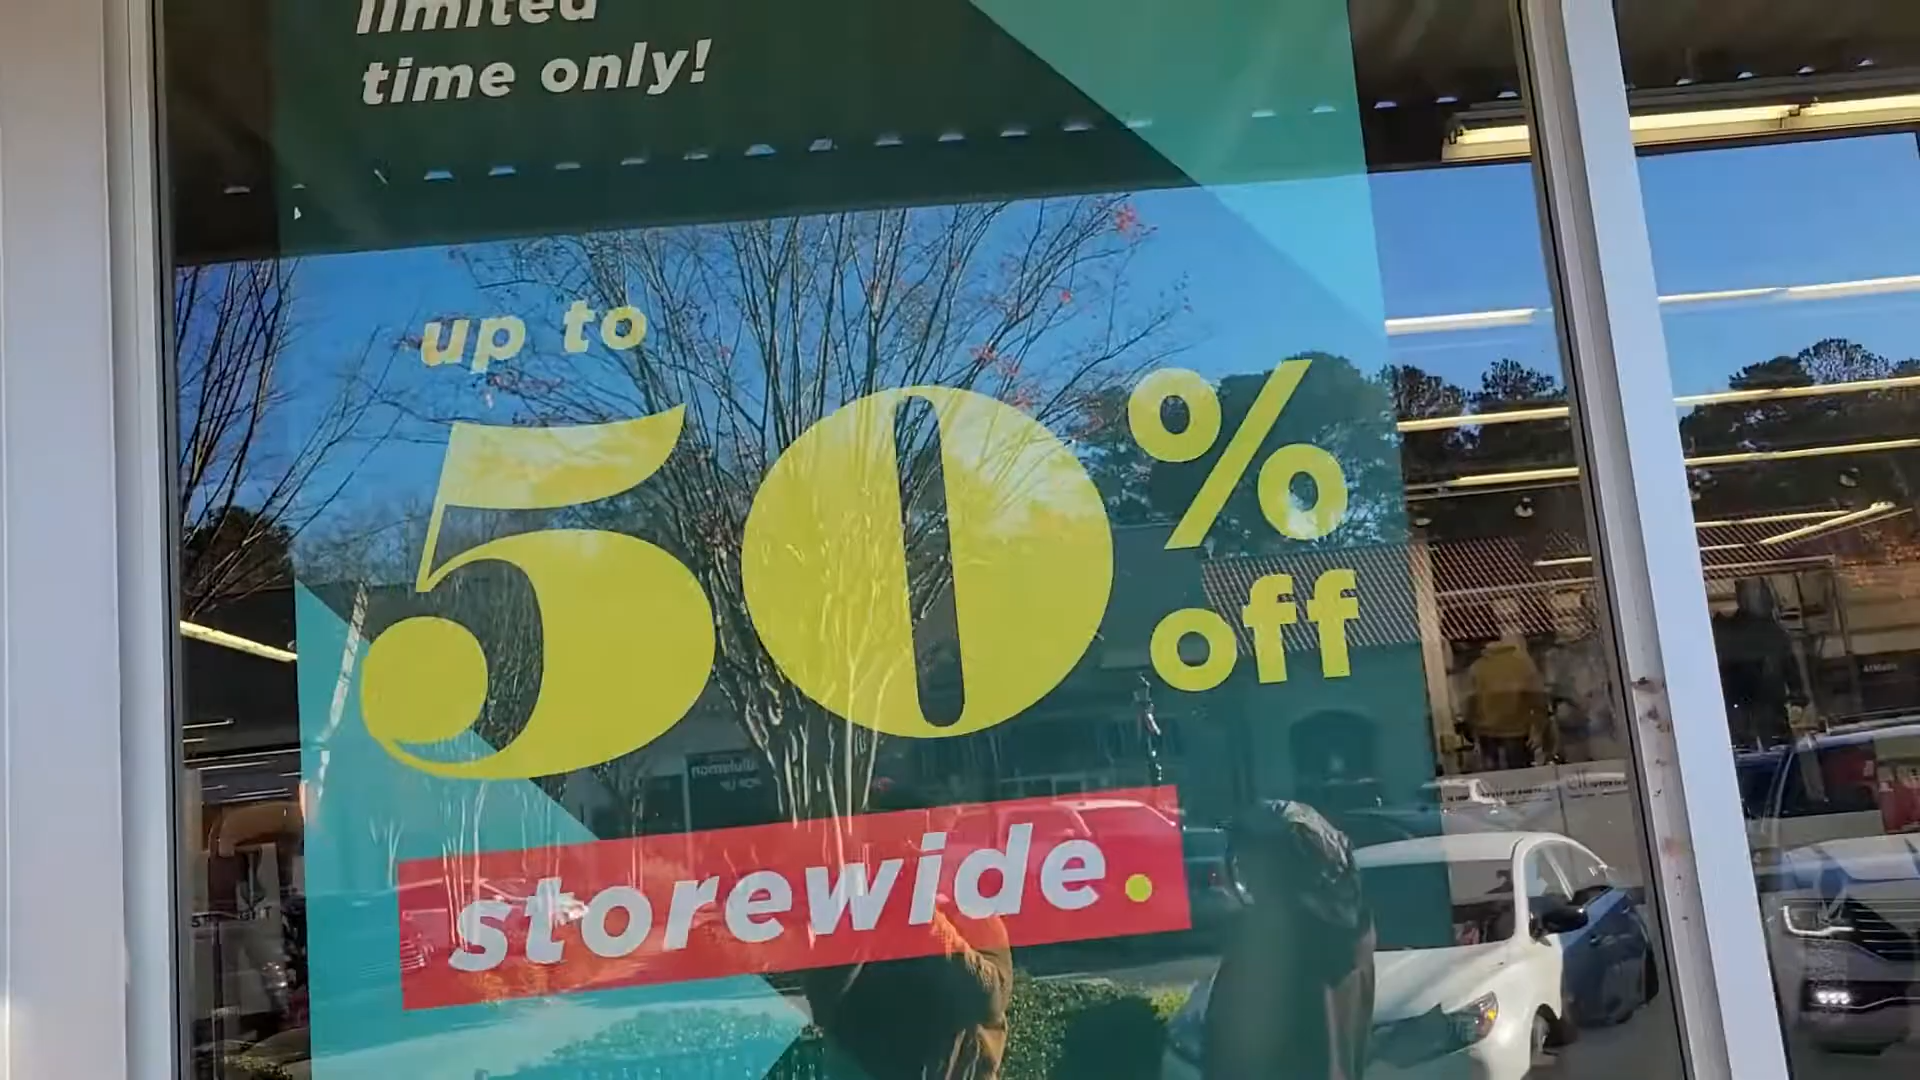 limited
time only!
up to
50%
off
storewide.